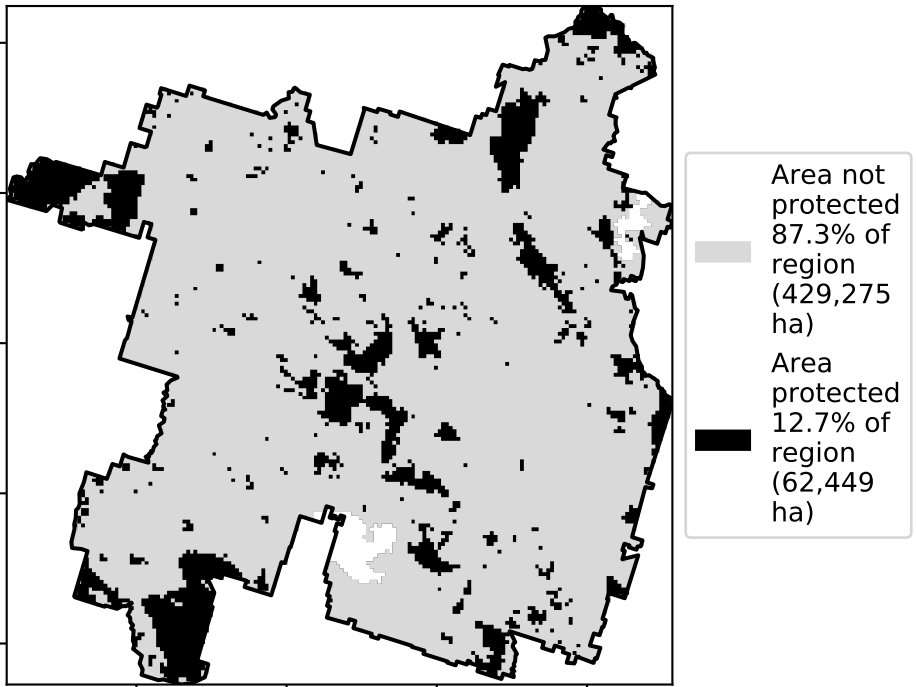 Area not
protected
87.3% of
region
(429,275
ha)
Area
protected
12.7% of
region
(62,449
ha)